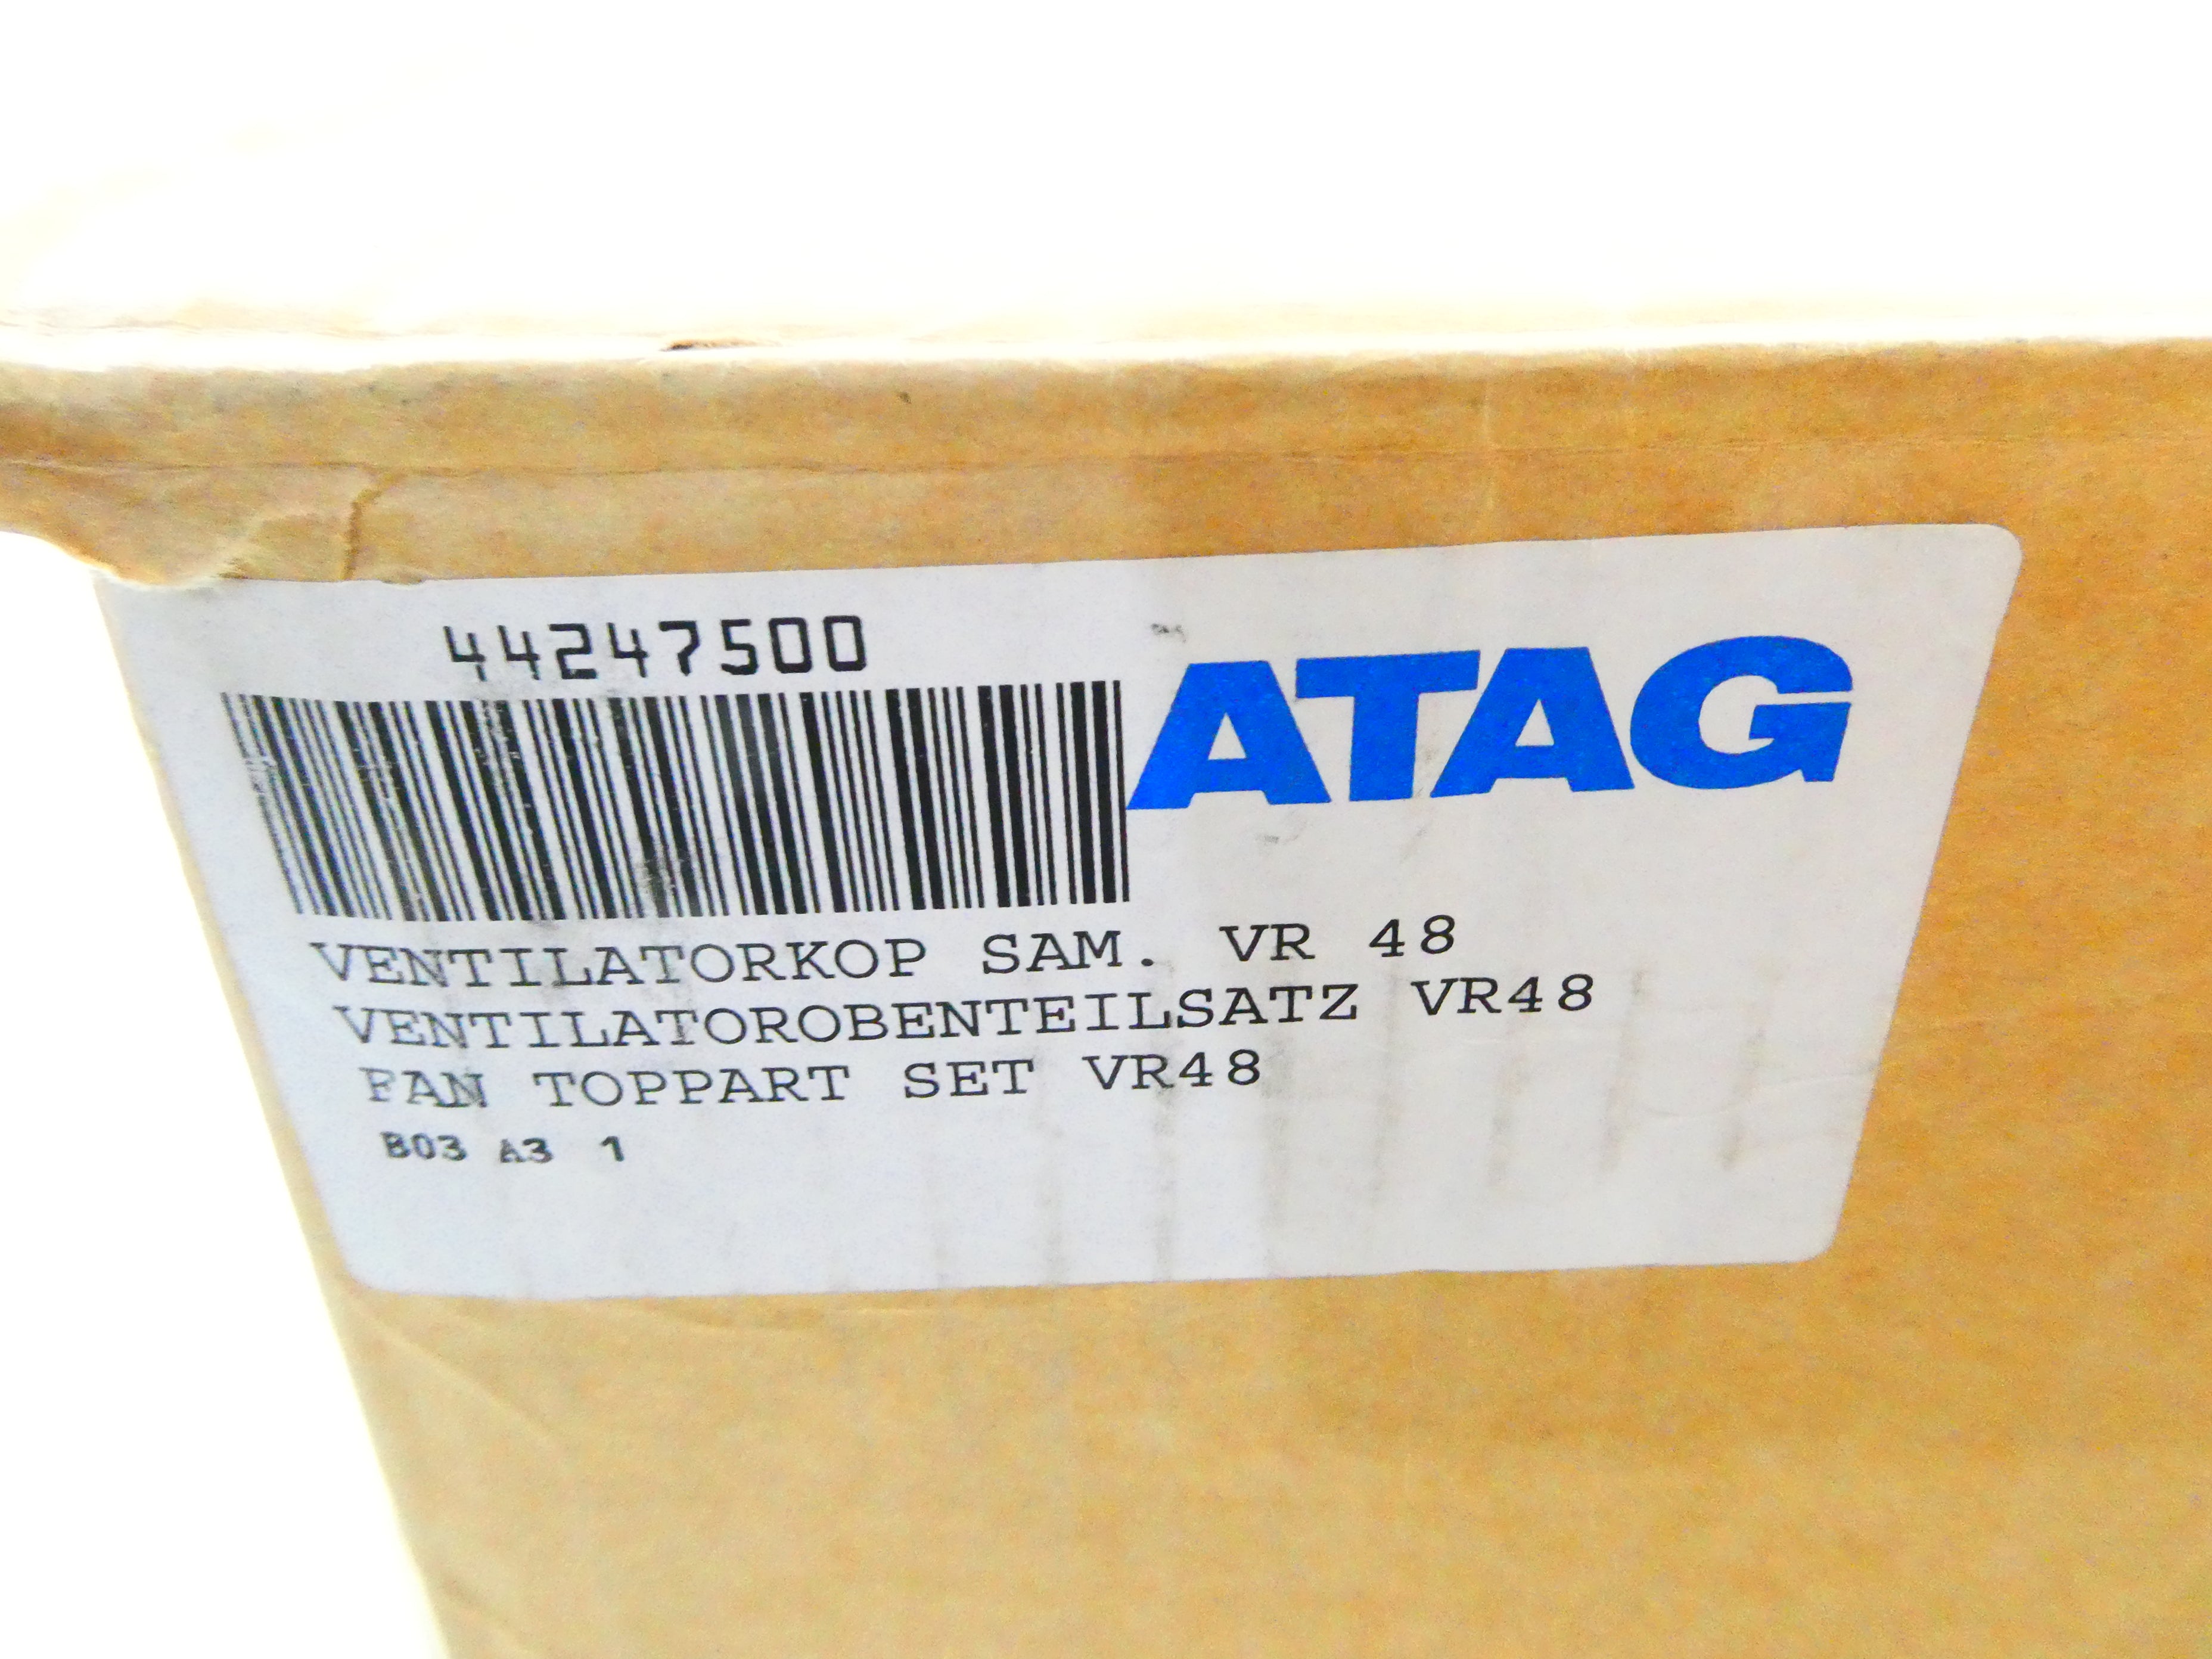 44247500
ATAG
VENTILATORKOP SAM. VR 48
VENTILATOROBENTEILSATZ VR48
FAN TOPPART SET VR48
B03 A3 1